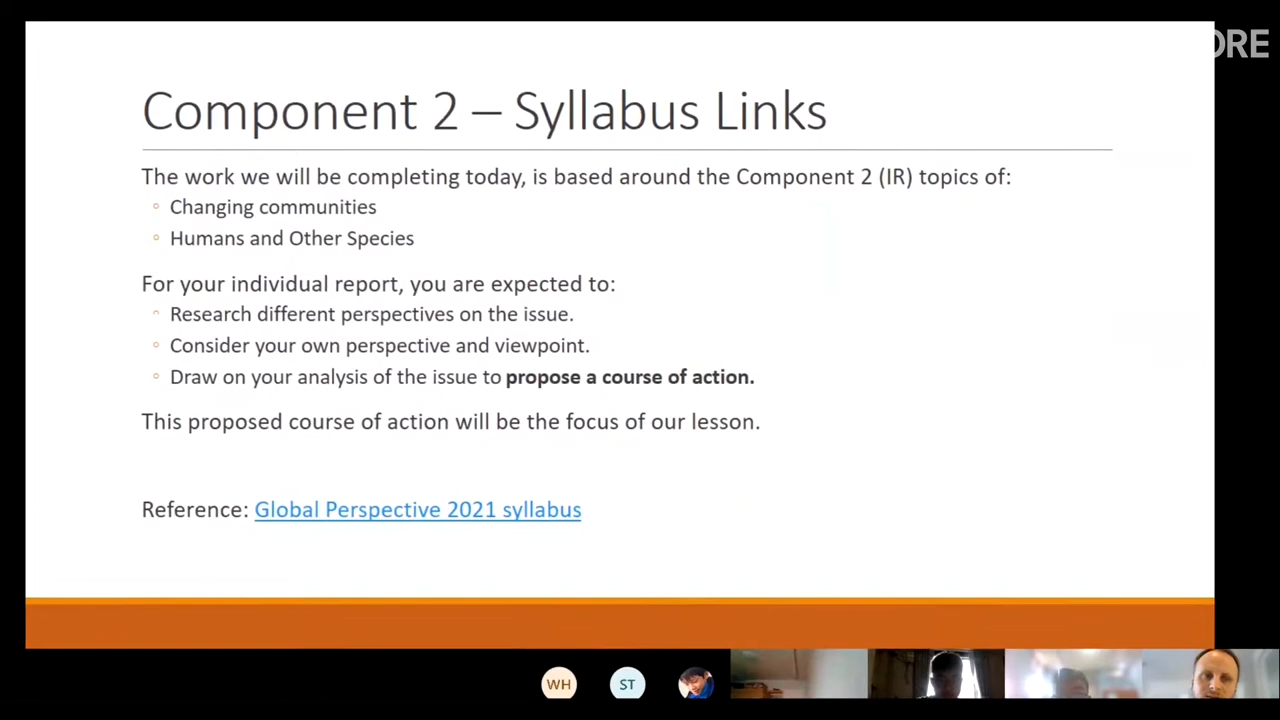 Component 2 – Syllabus Links
The work we will be completing today, is based around the Component 2 (IR) topics of:
Changing communities
Humans and Other Species
For your individual report, you are expected to:
Research different perspectives on the issue.
Consider your own perspective and viewpoint.
Draw on your analysis of the issue to propose a course of action.
This proposed course of action will be the focus of our lesson.
Reference: Global Perspective 2021 syllabus
WH
ST